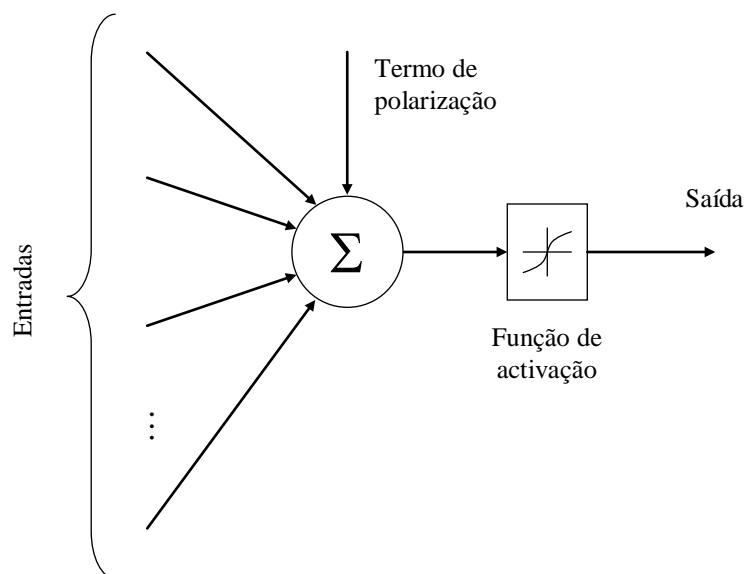 Termo de
polarização
Saída
Entradas
Σ
Função de
activação
...